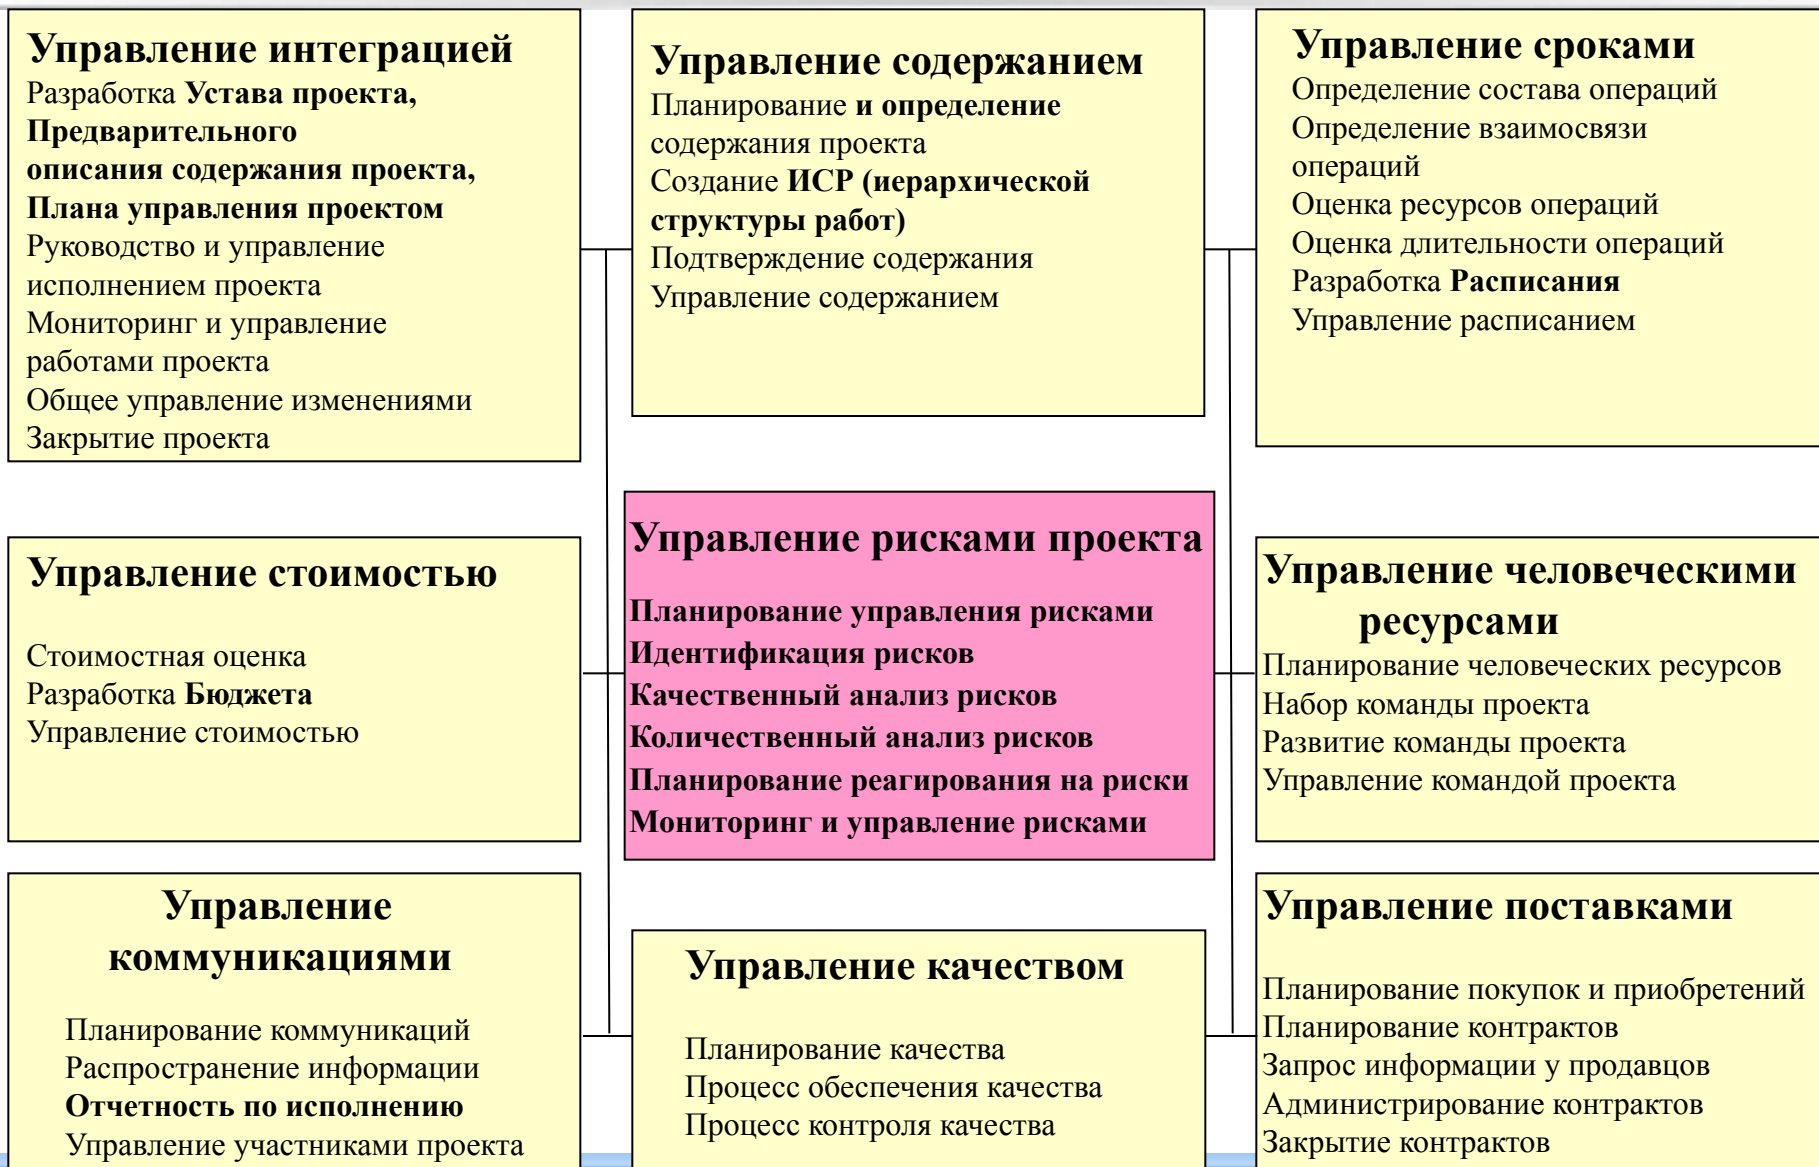 Управление интеграцией
Разработка Устава проекта,
Предварительного
описания содержания проекта,
Плана управления проектом
Руководство и управление
исполнением проекта
Мониторинг и управление
работами проекта
Общее управление изменениями
Закрытие проекта
Управление содержанием
Планирование и определение
содержания проекта
Создание ИСР (иерархической
структуры работ)
Подтверждение содержания
Управление содержанием
Управление сроками
Определение состава операций
Определение взаимосвязи
операций
Оценка ресурсов операций
Оценка длительности операций
Разработка Расписания
Управление расписанием
Управление стоимостью
Стоимостная оценка
Разработка Бюджета
Управление стоимостью
Управление рисками проекта
Планирование управления рисками
Идентификация рисков
Качественный анализ рисков
Количественный анализ рисков
Планирование реагирования на риски
Мониторинг и управление рисками
Управление человеческими
ресурсами
Планирование человеческих ресурсов
Набор команды проекта
Развитие команды проекта
Управление командой проекта
Управление
коммуникациями
Планирование коммуникаций
Распространение информации
Отчетность по исполнению
Управление участниками проекта
Управление качеством
Планирование качества
Процесс обеспечения качества
Процесс контроля качества
Управление поставками
Планирование покупок и приобретений
Планирование контрактов
Запрос информации у продавцов
Администрирование контрактов
Закрытие контрактов